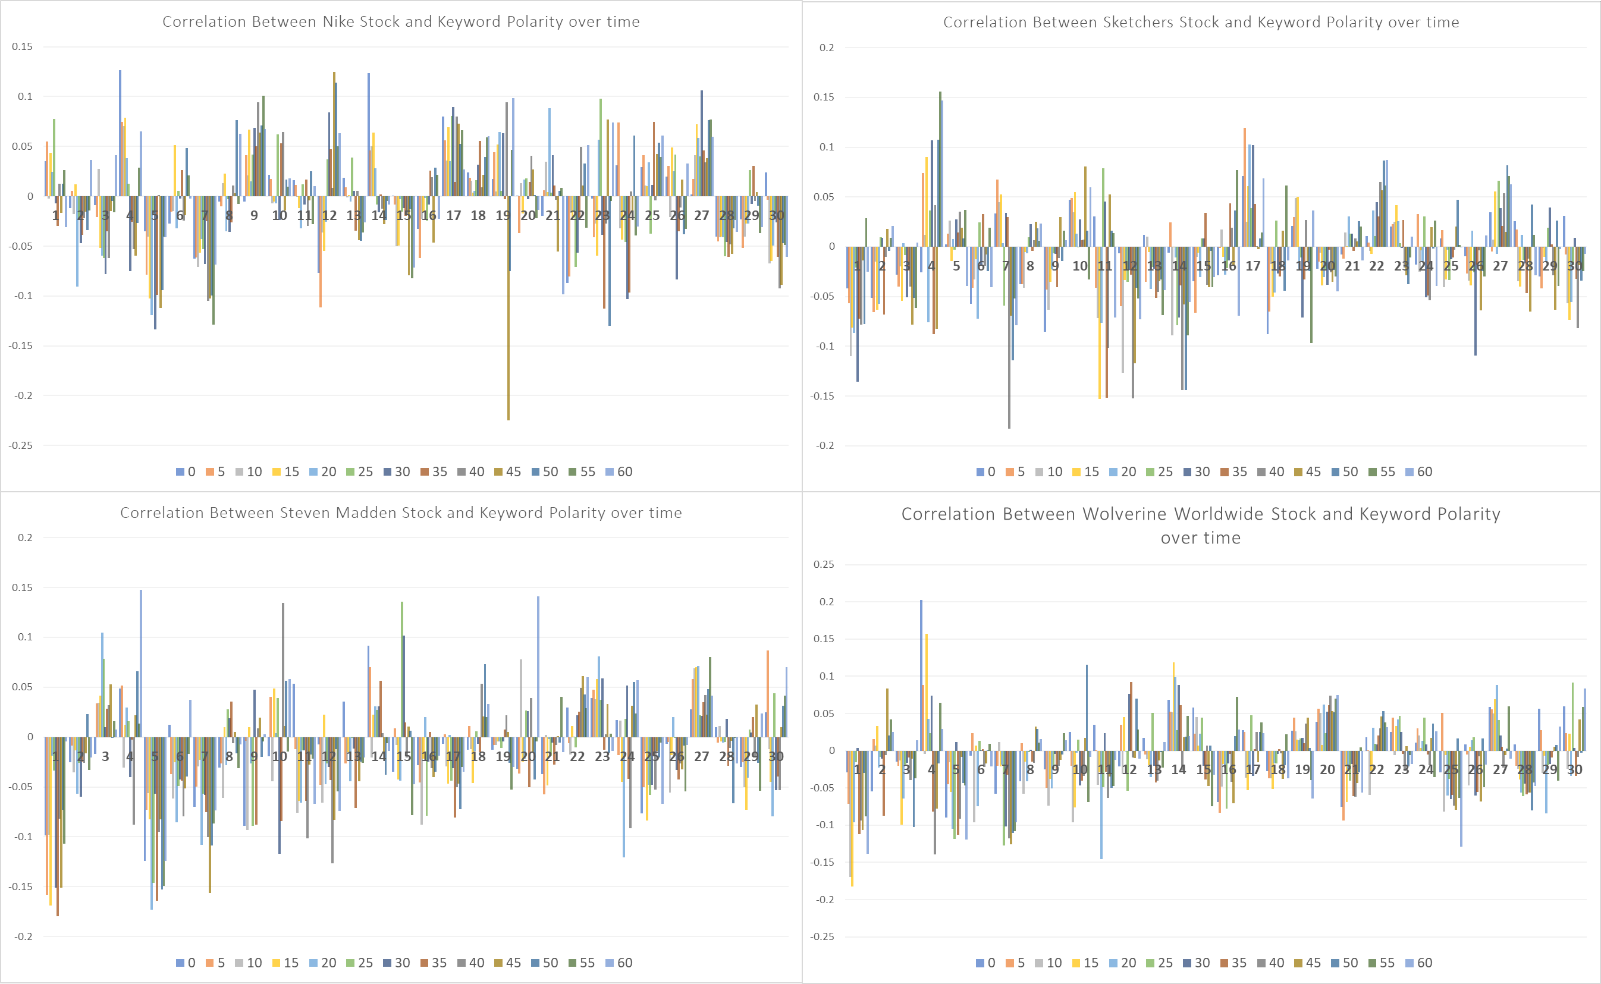 Correlation Between Nike Stock and Keyword Polarity over time
0.15
0.1
0.05
0
-0.05
-0.1
-0.15
-0.2
-0.25
1 2 3 4 5 6 7 8 9 10 11 12 13 14 15 16 17 18 19 20 21 22 23 24 25 26 27 28 29 30
0 5 10 15 20 25 30 35 40 45 50 55 60
Correlation Between Sketchers Stock and Keyword Polarity over time
0.2
0.15
0.1
0.05
0
-0.05
-0.1
-0.15
-0.2
1 2 3 4 5 6 7 8 9 10 11 12 13 14 15 16 17 18 19 20 21 22 23 24 25 26 27 28 29 30
0 5 10 15 20 25 30 35 40 45 50 55 60
Correlation Between Steven Madden Stock and Keyword Polarity over time
0.2
0.15
0.1
0.05
0
-0.05
-0.1
-0.15
-0.2
1 2 3 4 5 6 7 8 9 10 11 12 13 14 15 16 17 18 19 20 21 22 23 24 25 26 27 28 29 30
0 5 10 15 20 25 30 35 40 45 50 55 60
Correlation Between Wolverine Worldwide Stock and Keyword Polarity
over time
0.25
0.2
0.15
0.1
0.05
0
-0.05
-0.1
-0.15
-0.2
-0.25
1 2 3 4 5 6 7 8 9 10 11 12 13 14 15 16 17 18 19 20 21 22 23 24 25 26 27 28 29 30
0 5 10 15 20 25 30 35 40 45 50 55 60